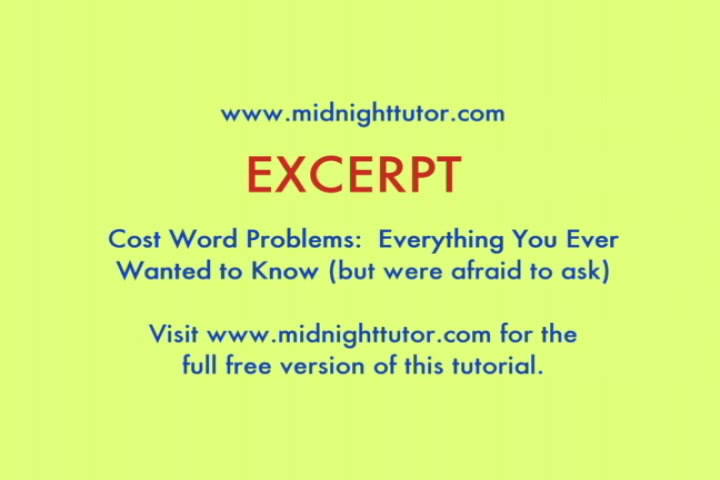 www.midnighttutor.com
EXCERPT
Cost Word Problems:  Everything You Ever
Wanted to Know (but were afraid to ask)
Visit www.midnighttutor.com for the
full free version of this tutorial.